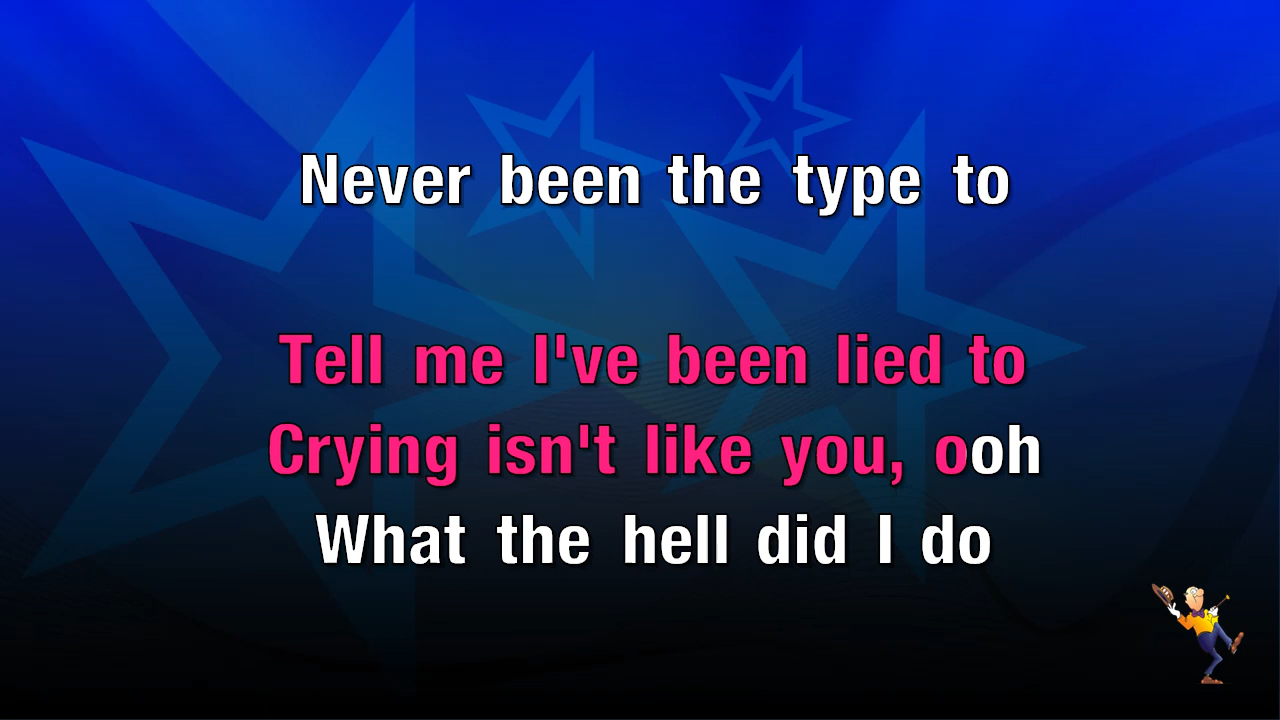 Never been the type to
Tell me I've been lied to
Crying isn't like you, ooh
What the hell did I do